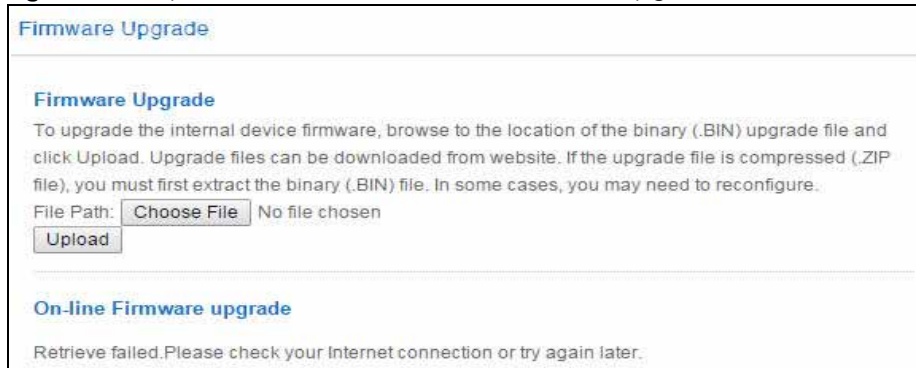 Firmware Upgrade
Firmware Upgrade
To upgrade the internal device firmware, browse to the location of the binary (.BIN) upgrade file and
click Upload. Upgrade files can be downloaded from website. If the upgrade file is compressed (.ZIP
file), you must first extract the binary (.BIN) file. In some cases, you may need to reconfigure.
File Path: Choose File No file chosen
Upload
On-line Firmware upgrade
Retrieve failed.Please check your Internet connection or try again later.